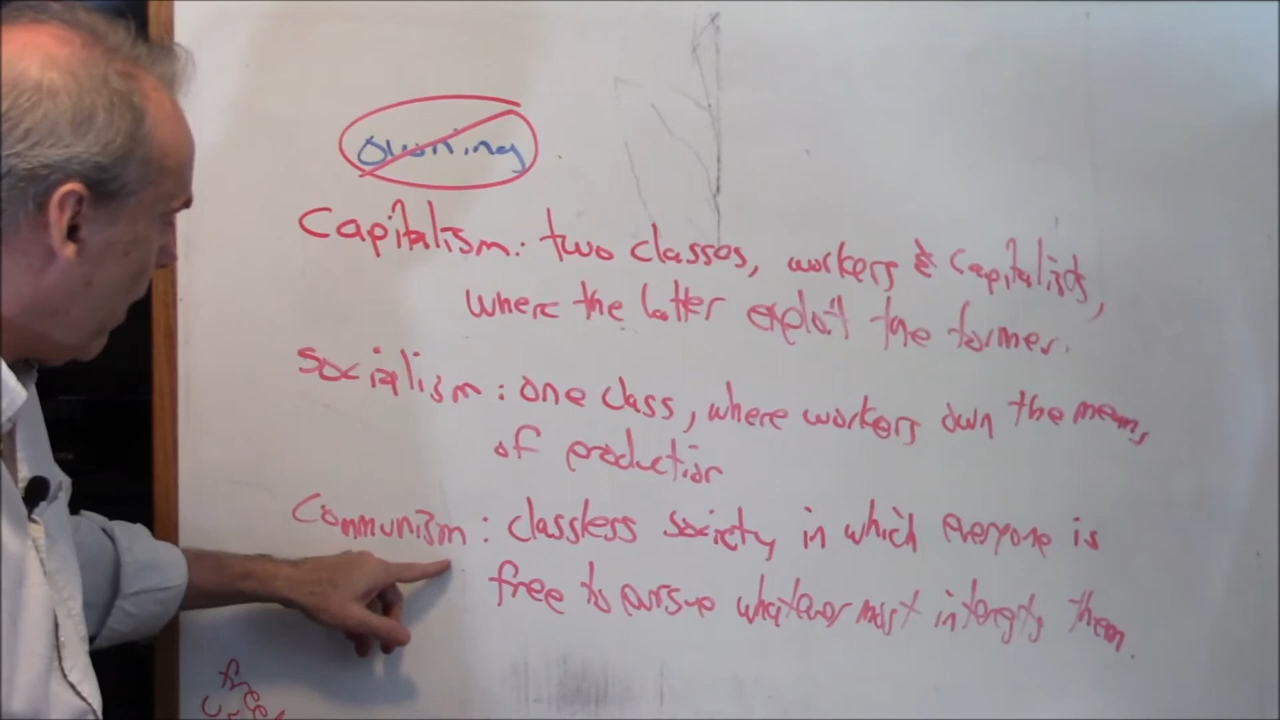 owning
Capitalism: two classes, workers & capitalists,
where the latter exploit the former.
Socialism: one class, where workers own the means
of production
Communism: classless society in which everyone is
free to pursue whatever most interests them.
free